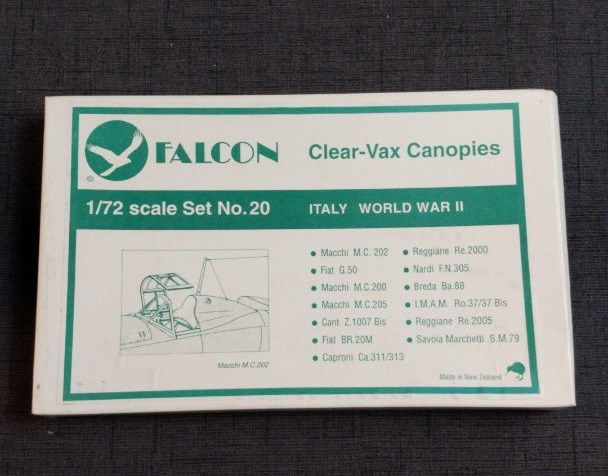 FALCON Clear-Vax Canopies
©
1/72 scale Set No.20 ITALY WORLD WAR II
• Macchi M.C. 202
• Fiat G.50
• Macchi M.C.200
• Macchi M.C.205
• Cant Z.1007 Bis
• Fiat BR.20M
• Caproni Ca.311/313
• Reggiane Re.2000
• Nardi F.N.305
• Breda Ba.88
• I.M.A.M. Ro.37/37 Bis
• Reggiane Re.2005
• Savoia Marchetti S.M.79
Macchi M.C.202
Made in New Zealand